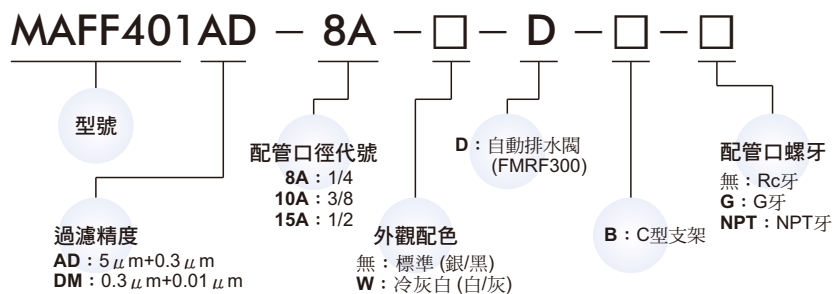 MAFF401AD – 8A – □ – D – □ – □
型號
過濾精度
AD：5μm+0.3μm
DM：0.3μm+0.01μm
配管口徑代號
8A：1/4
10A：3/8
15A：1/2
外觀配色
無：標準 (銀/黑)
W：冷灰白 (白/灰)
D：自動排水閥
(FMRF300)
B：C型支架
配管口螺牙
無：Rc牙
G：G牙
NPT：NPT牙